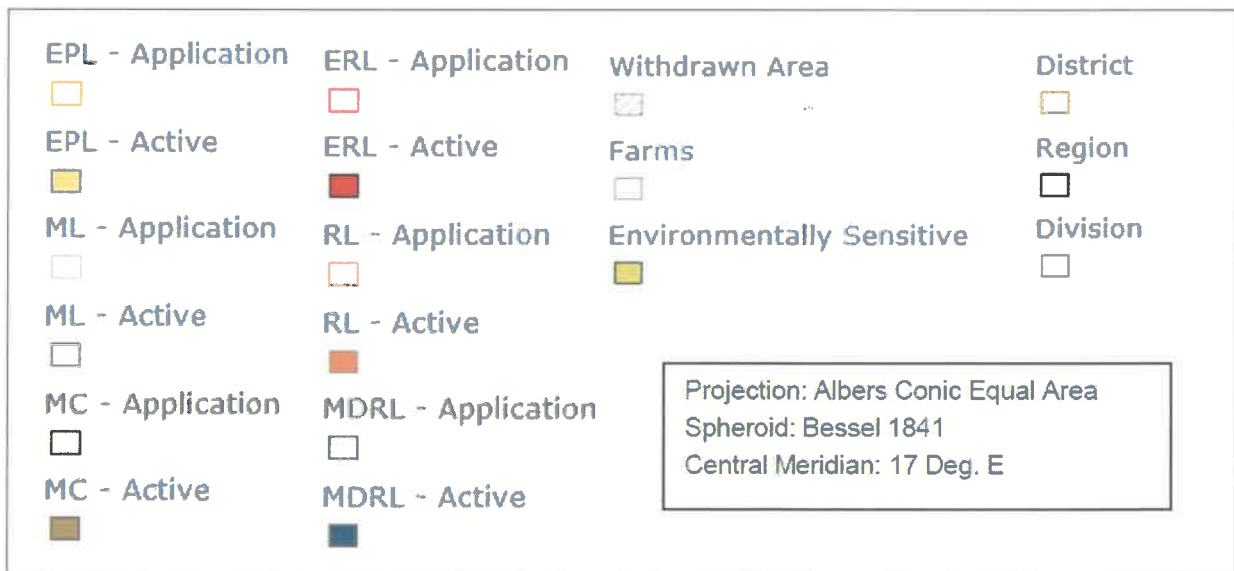 EPL - Application
EPL - Active
ML - Application
ML - Active
MC - Application
MC - Active
ERL - Application
ERL - Active
RL - Application
RL - Active
MDRL - Application
MDRL - Active
Withdrawn Area
Farms
Environmentally Sensitive
District
Region
Division
Projection: Albers Conic Equal Area
Spheroid: Bessel 1841
Central Meridian: 17 Deg. E